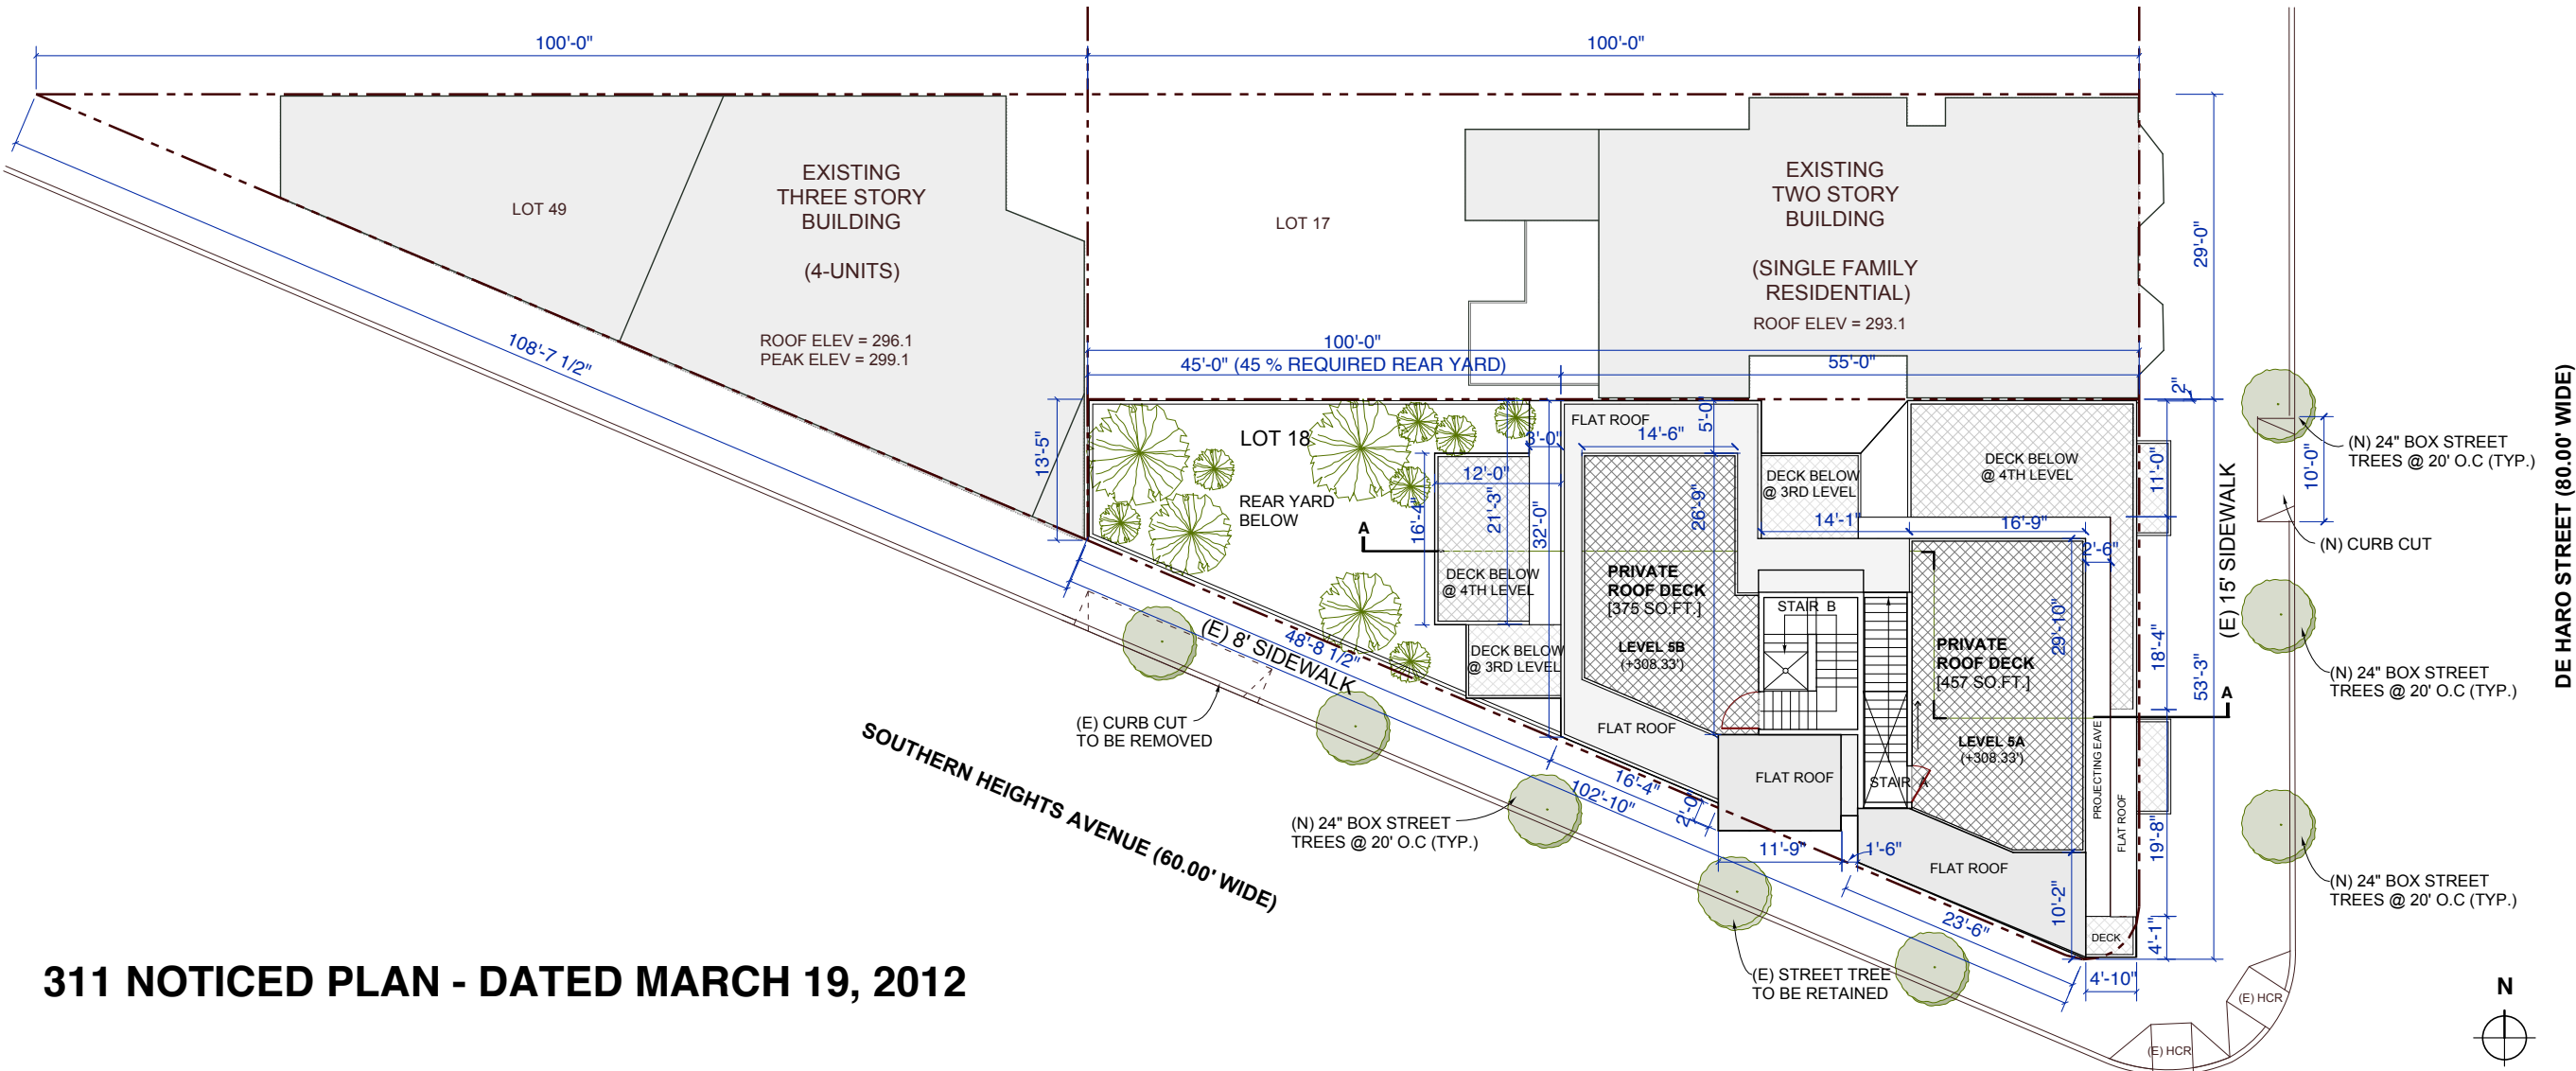 100'-0"
100'-0"
EXISTING
THREE STORY
BUILDING
(4-UNITS)
LOT 49
ROOF ELEV = 296.1
PEAK ELEV = 299.1
108'-7 1/2"
LOT 17
EXISTING
TWO STORY
BUILDING
(SINGLE FAMILY
RESIDENTIAL)
ROOF ELEV = 293.1
29'-0"
2"
100'-0"
45'-0" (45 % REQUIRED REAR YARD)
55'-0"
13'-5"
LOT 18
REAR YARD
BELOW
3'-0"
12'-0"
16'-4"
21'-3"
32'-0"
A
DECK BELOW
@ 4TH LEVEL
DECK BELOW
@ 3RD LEVEL
FLAT ROOF
14'-6"
5'-0"
26'-9"
PRIVATE
ROOF DECK
[375 SQ.FT.]
LEVEL 5B
(+308.33')
FLAT ROOF
DECK BELOW
@ 3RD LEVEL
DECK BELOW
@ 4TH LEVEL
14'-1"
16'-9"
2'-6"
STAIR B
STAIR A
PRIVATE
ROOF DECK
[457 SQ.FT.]
29'-10"
LEVEL 5A
(+308.33')
FLAT ROOF
FLAT ROOF
PROJECTING EAVE
FLAT ROOF
DECK
11'-0"
18'-4"
19'-8"
4'-1"
53'-3"
A
10'-2"
4'-10"
(E) 15' SIDEWALK
10'-0"
(N) 24" BOX STREET
TREES @ 20' O.C (TYP.)
(N) CURB CUT
(N) 24" BOX STREET
TREES @ 20' O.C (TYP.)
(N) 24" BOX STREET
TREES @ 20' O.C (TYP.)
DE HARO STREET (80.00' WIDE)
48'-8 1/2"
(E) 8' SIDEWALK
(E) CURB CUT
TO BE REMOVED
SOUTHERN HEIGHTS AVENUE (60.00' WIDE)
16'-4"
102'-10"
2'-0"
11'-9"
1'-6"
23'-6"
(N) 24" BOX STREET
TREES @ 20' O.C (TYP.)
(E) STREET TREE
TO BE RETAINED
(E) HCR
(E) HCR
N
311 NOTICED PLAN - DATED MARCH 19, 2012